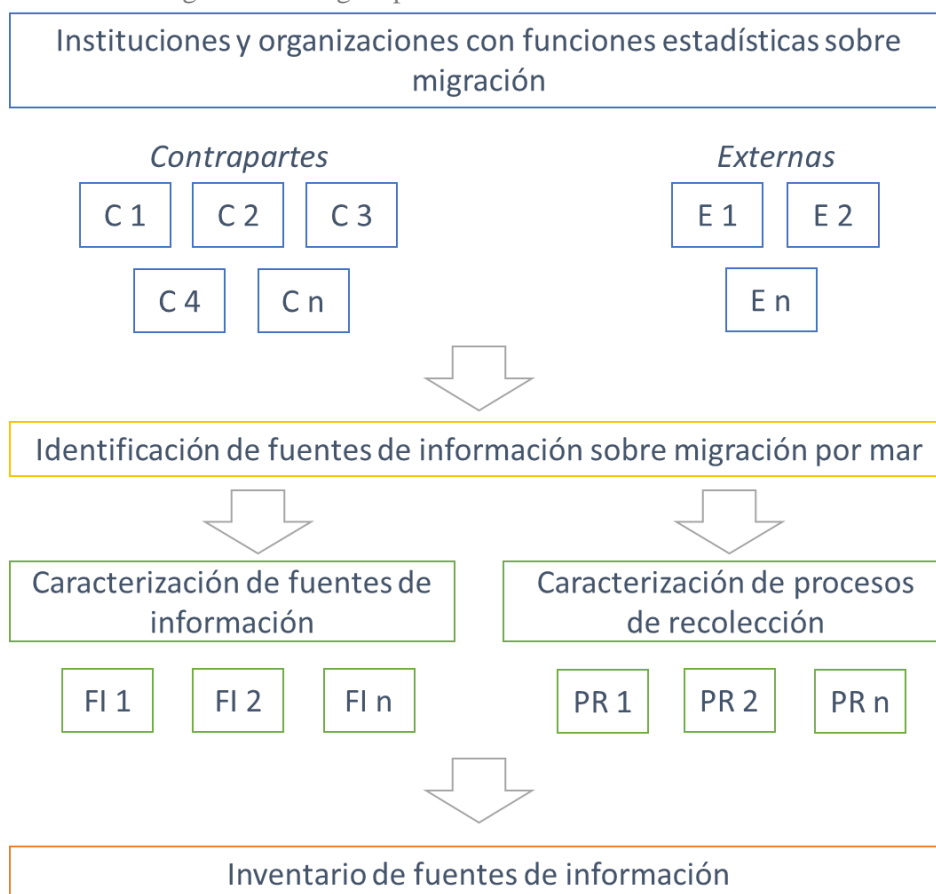 Instituciones y organizaciones con funciones estadísticas sobre
migración
Contrapartes
Externas
C 1
C 2
C 3
E 1
E 2
C 4
C n
E n
Identificación de fuentes de información sobre migración por mar
Caracterización de fuentes de
información
Caracterización de procesos
de recolección
FI 1
FI 2
FI n
PR 1
PR 2
PR n
Inventario de fuentes de información